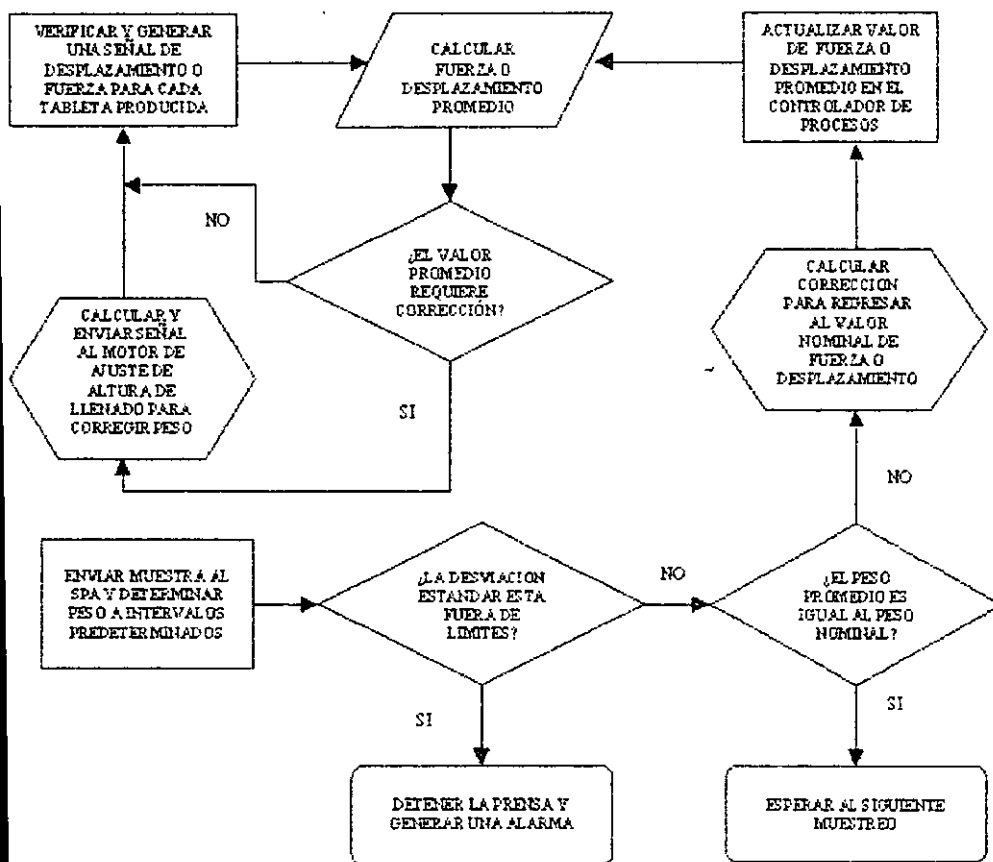 VERIFICAR Y GENERAR
UNA SEÑAL DE
DESPLAZAMIENTO O
FUERZA PARA CADA
TABLETA PRODUCIDA
CALCULAR
FUERZA O
DESPLAZAMIENTO
PROMEDIO
ACTUALIZAR VALOR
DE FUERZA O
DESPLAZAMIENTO
PROMEDIO EN EL
CONTROLADOR DE
PROCESOS
NO
¿EL VALOR
PROMEDIO
REQUIERE
CORRECCIÓN?
CALCULAR
CORRECCION
PARA REGRESAR
AL VALOR
NOMINAL DE
FUERZA O
DESPLAZAMIENTO
CALCULAR Y
ENVIAR SEÑAL
AL MOTOR DE
AJUSTE DE
ALTURA DE
LLENADO PARA
CORREGIR PESO
SI
NO
ENVIAR MUESTRA AL
SPA Y DETERMINAR
PESO A INTERVALOS
PREDETERMINADOS
¿LA DESVIACION
ESTANDAR ESTA
FUERA DE
LIMITES?
NO
¿EL PESO
PROMEDIO ES
IGUAL AL PESO
NOMINAL?
SI
SI
DETENER LA PRENSA Y
GENERAR UNA ALARMA
ESPERAR AL SIGUIENTE
MUESTREO